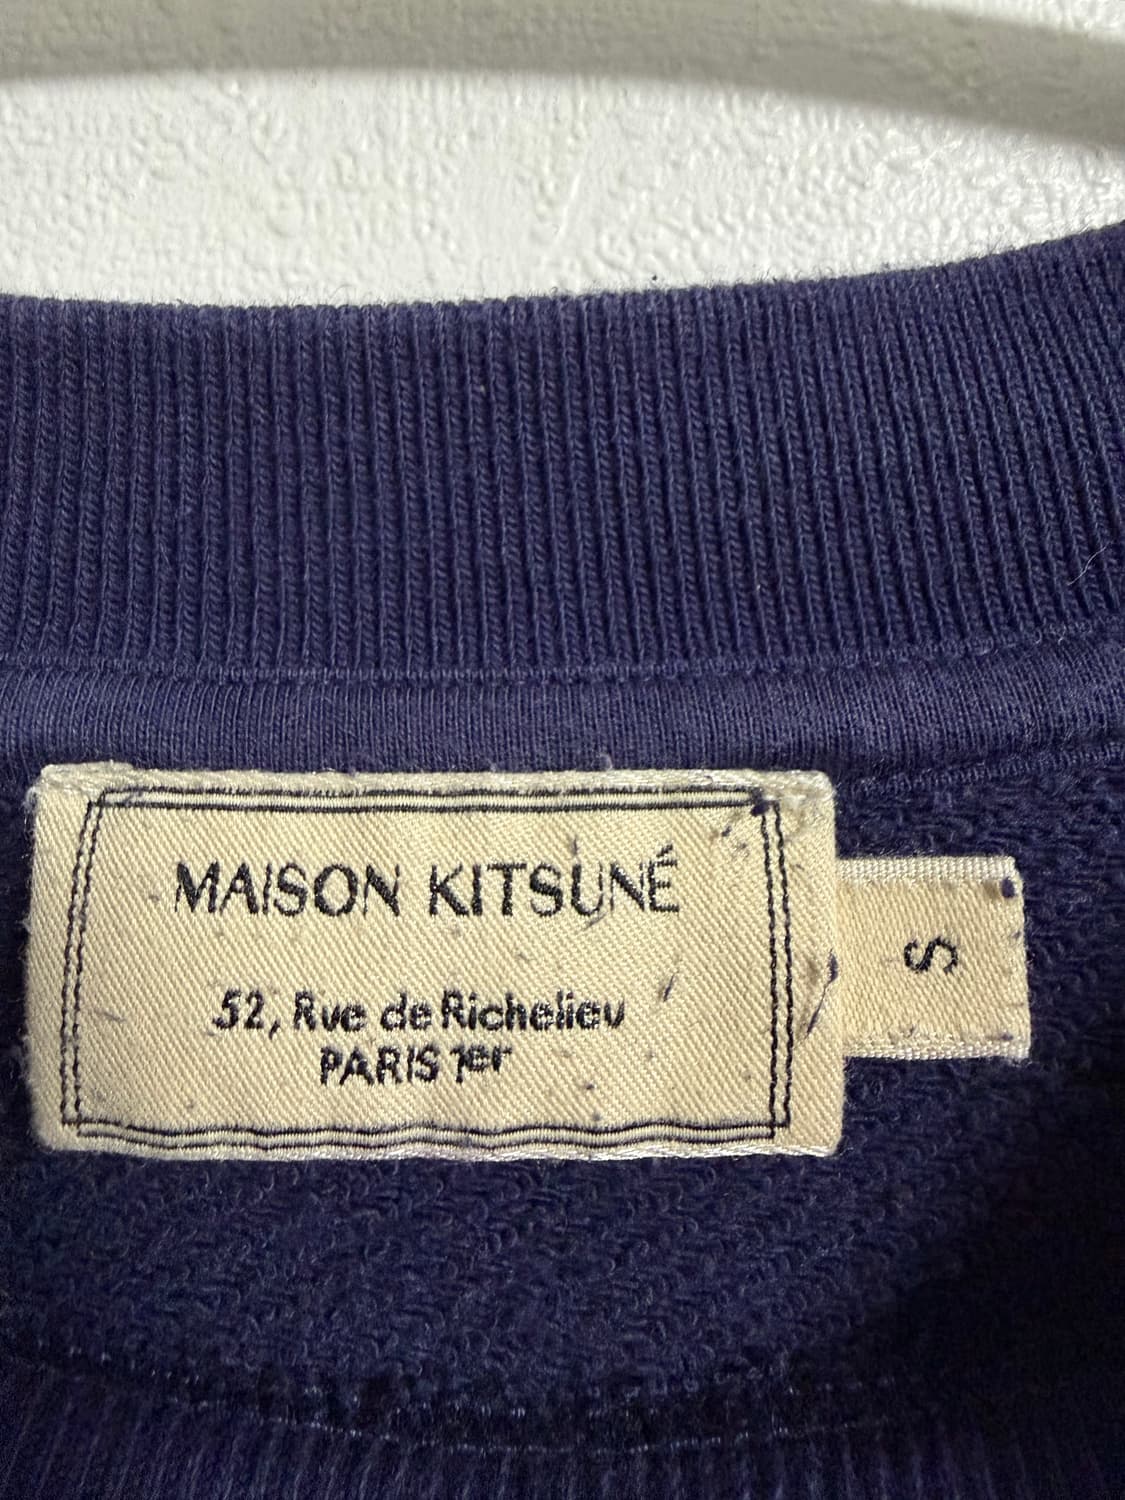 MAISON KITSUNÉ
52, Rue de Richelieu
PARIS 1er
S